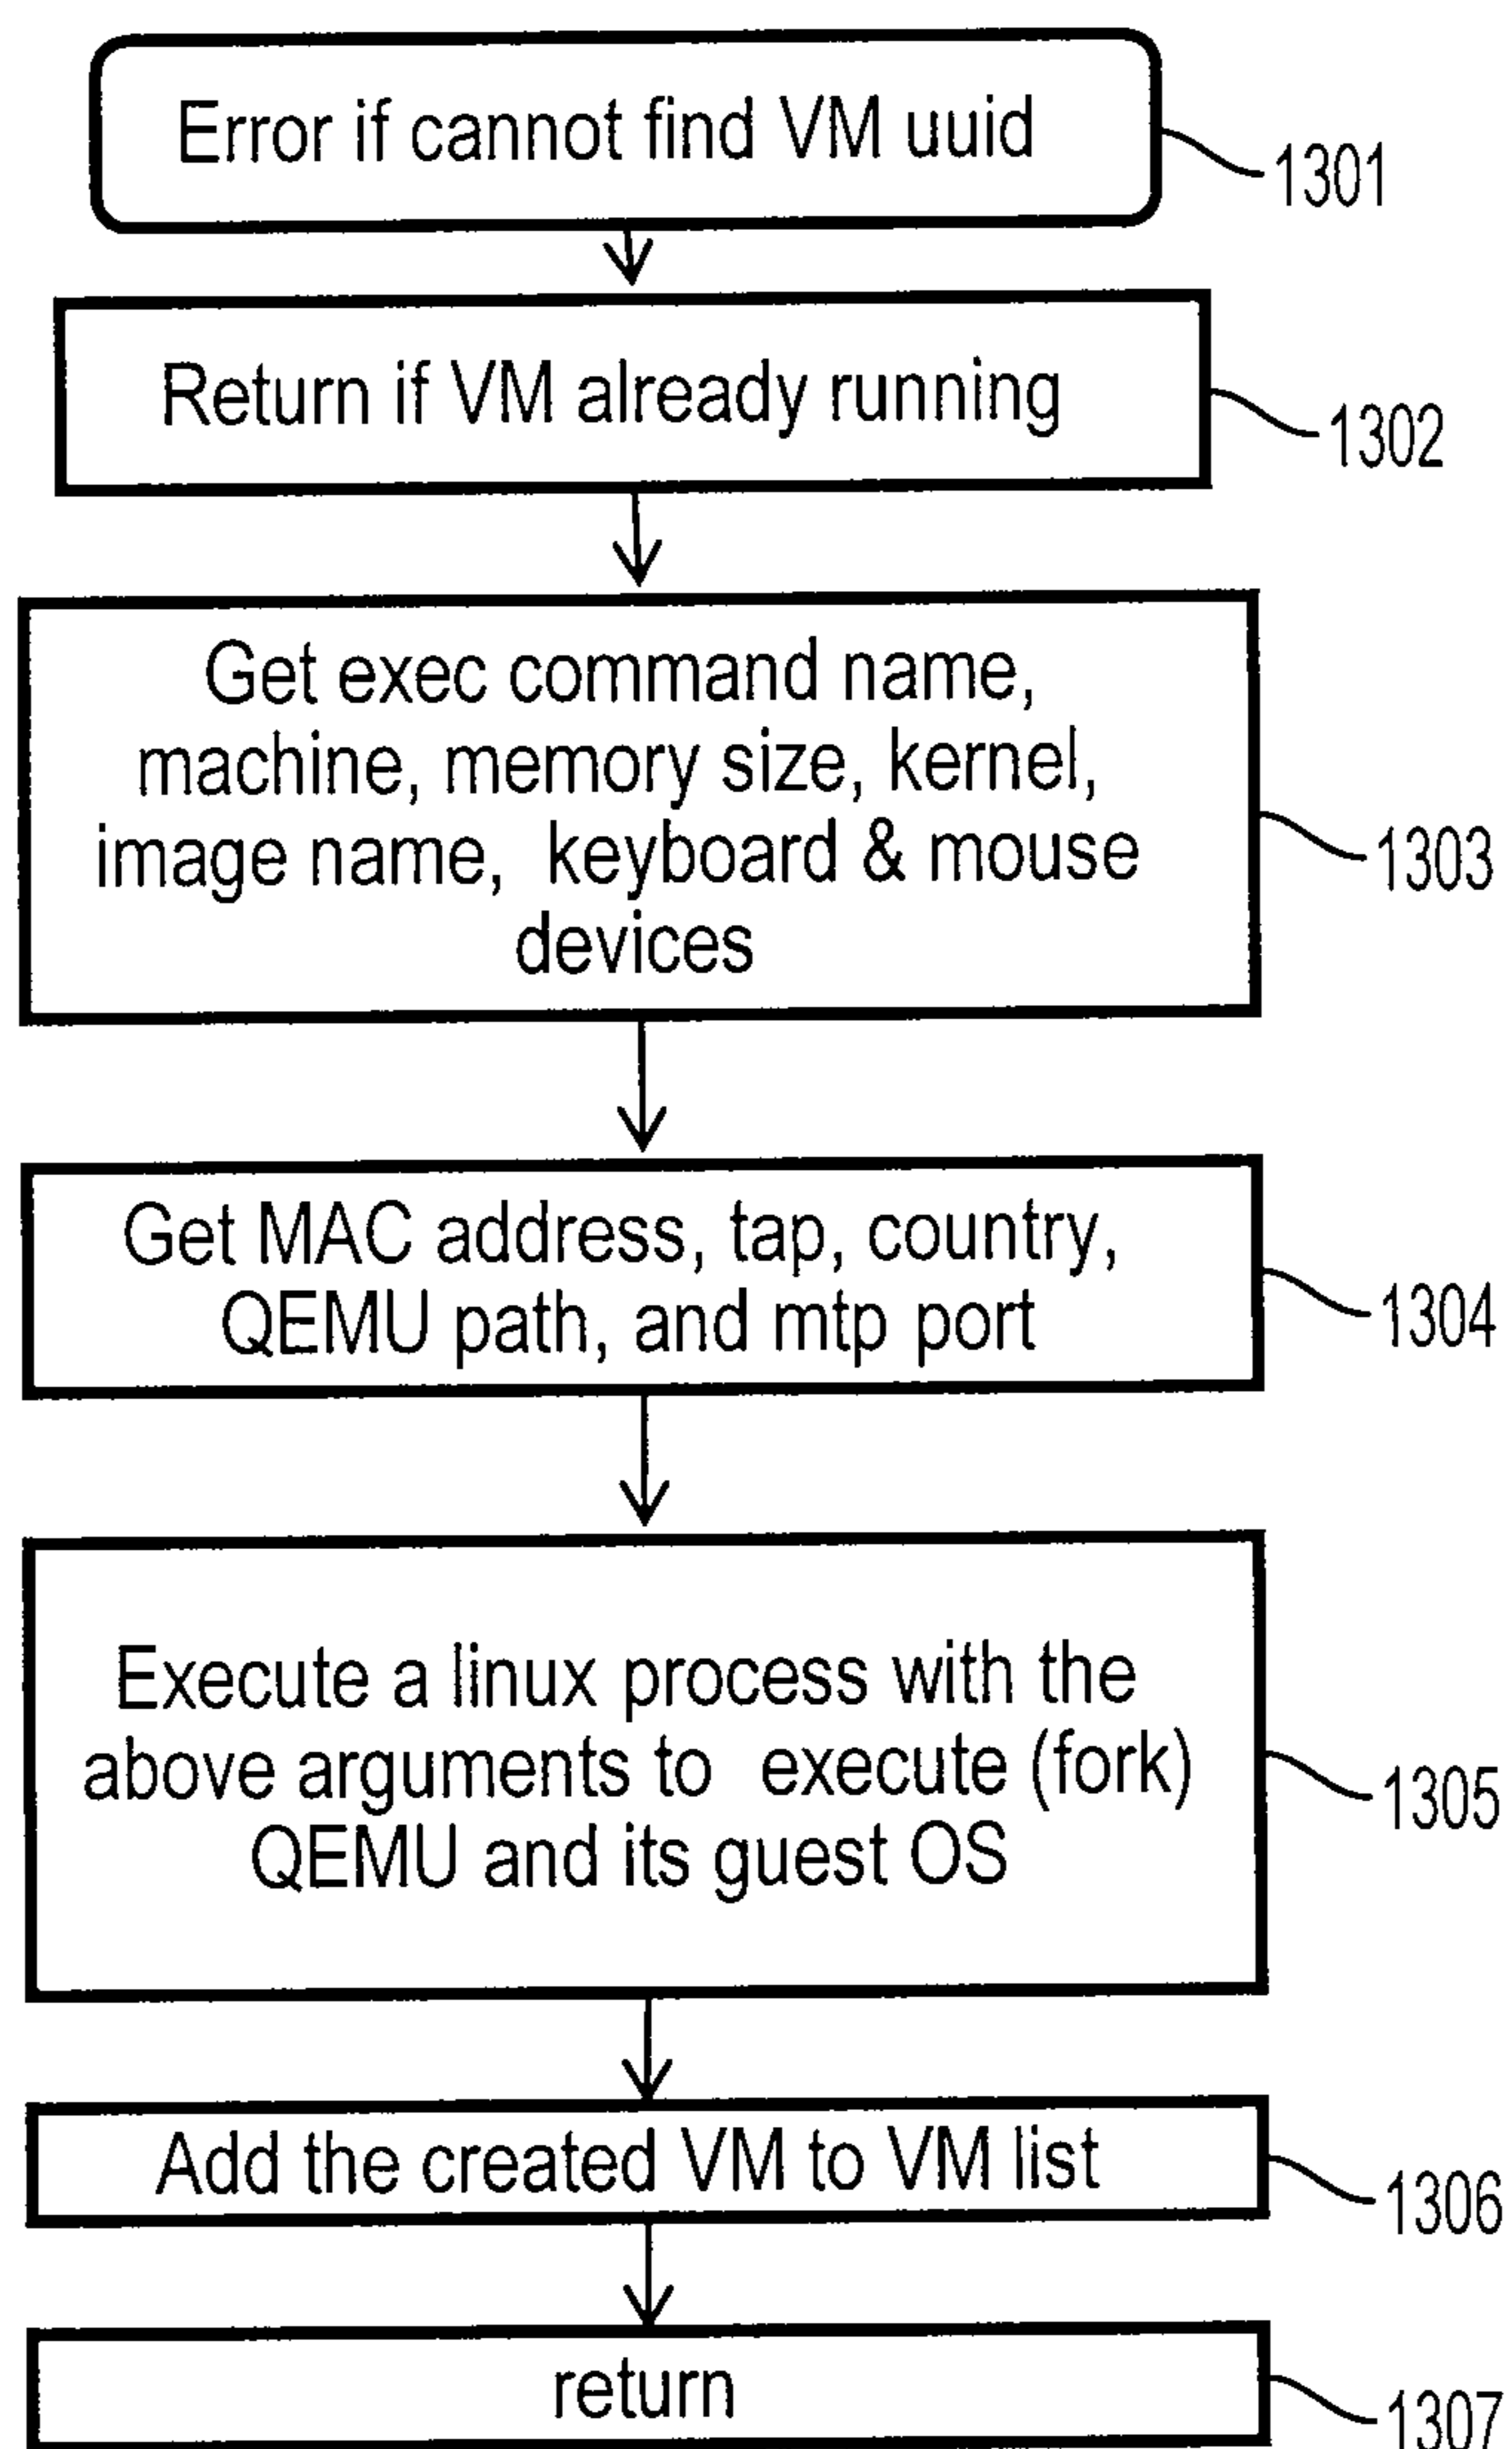 Error if cannot find VM uuid
1301
Return if VM already running
1302
Get exec command name,
machine, memory size, kernel,
image name, keyboard & mouse
devices
1303
Get MAC address, tap, country,
QEMU path, and mtp port
1304
Execute a linux process with the
above arguments to execute (fork)
QEMU and its guest OS
1305
Add the created VM to VM list
1306
return
1307